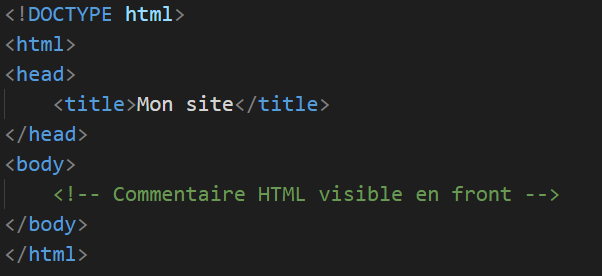 <!DOCTYPE html>
<html>
<head>
    <title>Mon site</title>
</head>
<body>
    <!-- Commentaire HTML visible en front -->
</body>
</html>